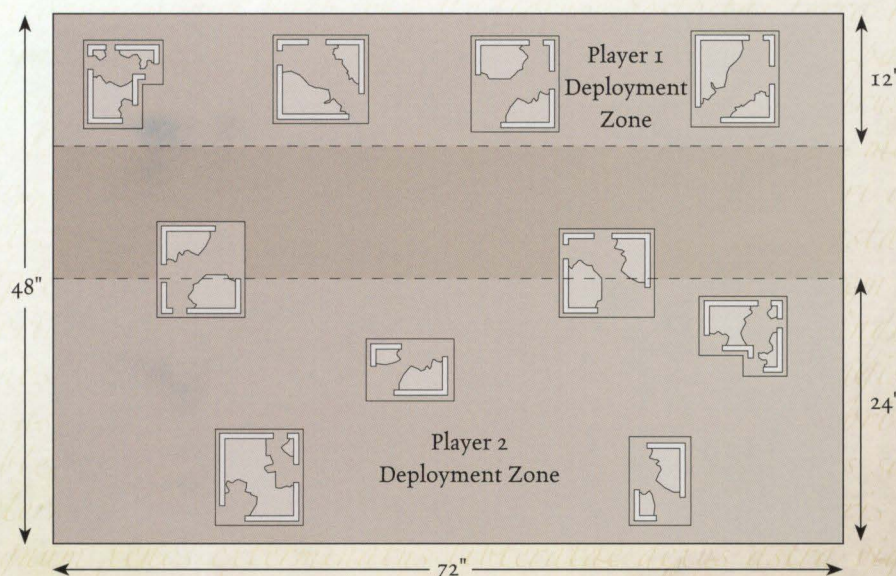 Player 1
Deployment
Zone
12"
48"
24"
Player 2
Deployment Zone
72"